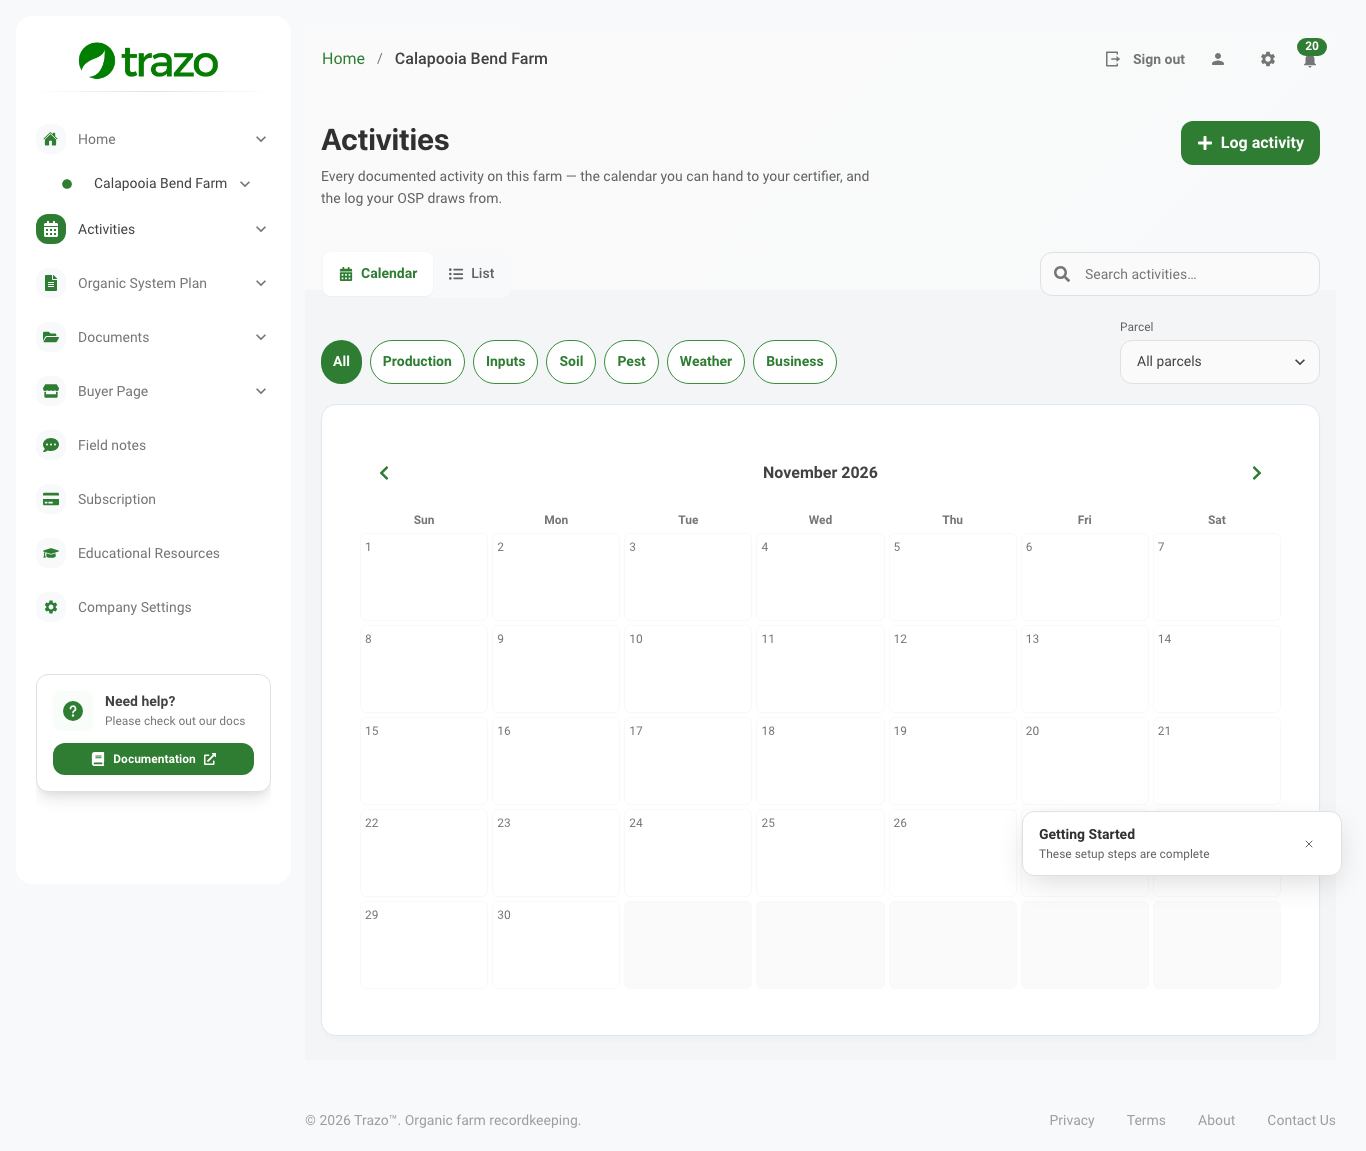 trazo
Home
Calapooia Bend Farm
Activities
Organic System Plan
Documents
Buyer Page
Field notes
Subscription
Educational Resources
Company Settings
Need help?
Please check out our docs
Documentation
Home / Calapooia Bend Farm
Sign out
20
Activities
Every documented activity on this farm — the calendar you can hand to your certifier, and
the log your OSP draws from.
Log activity
Calendar List
Search activities...
Parcel
All Production Inputs Soil Pest Weather Business
All parcels
November 2026
Sun Mon Tue Wed Thu Fri Sat
1 2 3 4 5 6 7
8 9 10 11 12 13 14
15 16 17 18 19 20 21
22 23 24 25 26
Getting Started
These setup steps are complete
29 30
© 2026 Trazo™. Organic farm recordkeeping.
Privacy Terms About Contact Us